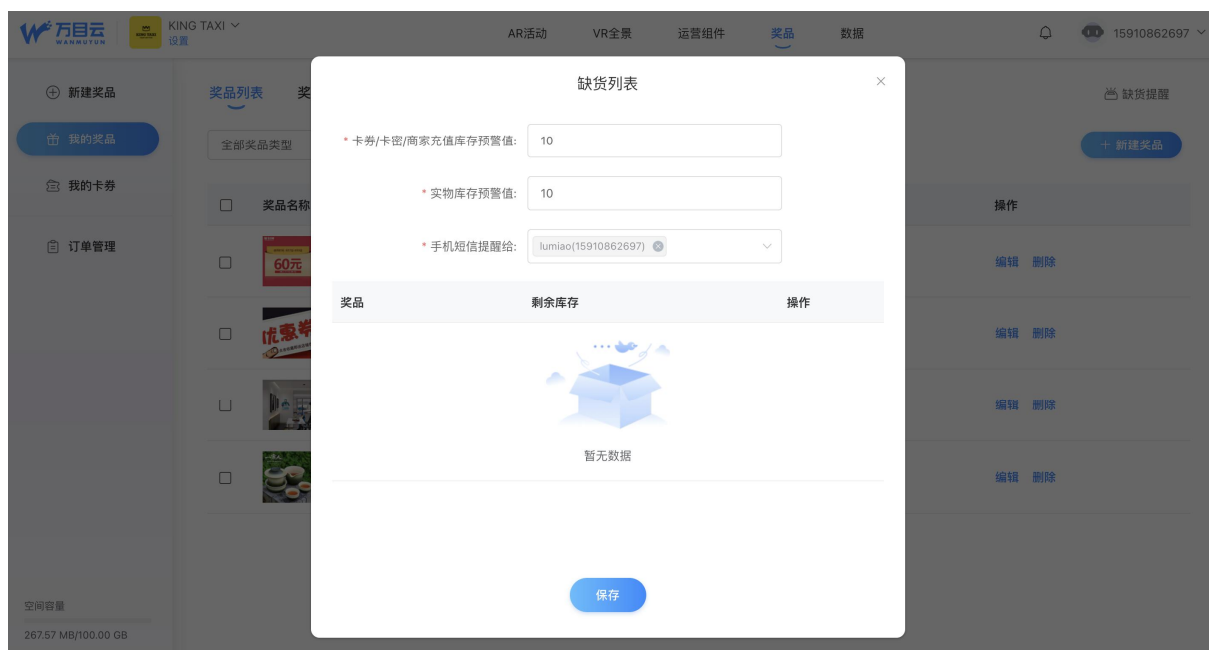 万目云
WANMUYUN
KING TAXI
设置
AR活动
VR全景
运营组件
奖品
数据
15910862697
新建奖品
我的奖品
我的卡券
订单管理
空间容量
267.57 MB/100.00 GB
奖品列表
奖
缺货提醒
全部奖品类型
+ 新建奖品
奖品名称
操作
60元
编辑 删除
优惠券
编辑 删除
编辑 删除
编辑 删除
缺货列表
* 卡券/卡密/商家充值库存预警值: 10
* 实物库存预警值: 10
* 手机短信提醒给: lumiao(15910862697)
奖品 剩余库存 操作
暂无数据
保存